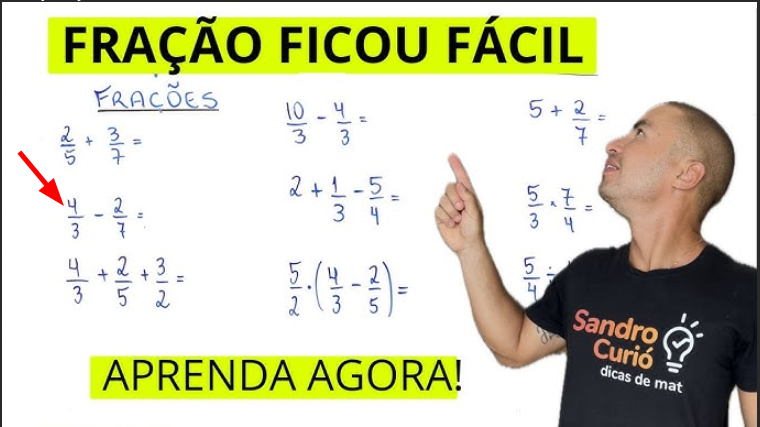 FRAÇÃO FICOU FÁCIL
FRAÇÕES
2/5 + 3/7 =
4/3 - 2/7 =
4/3 + 2/5 + 3/2 =
10/3 - 4/3 =
2 + 1/3 - 5/4 =
5/2 · (4/3 - 2/5) =
5 + 2/7 =
5/3 · 7/4 =
5/4 ÷
Sandro
Curió
dicas de mat
APRENDA AGORA!